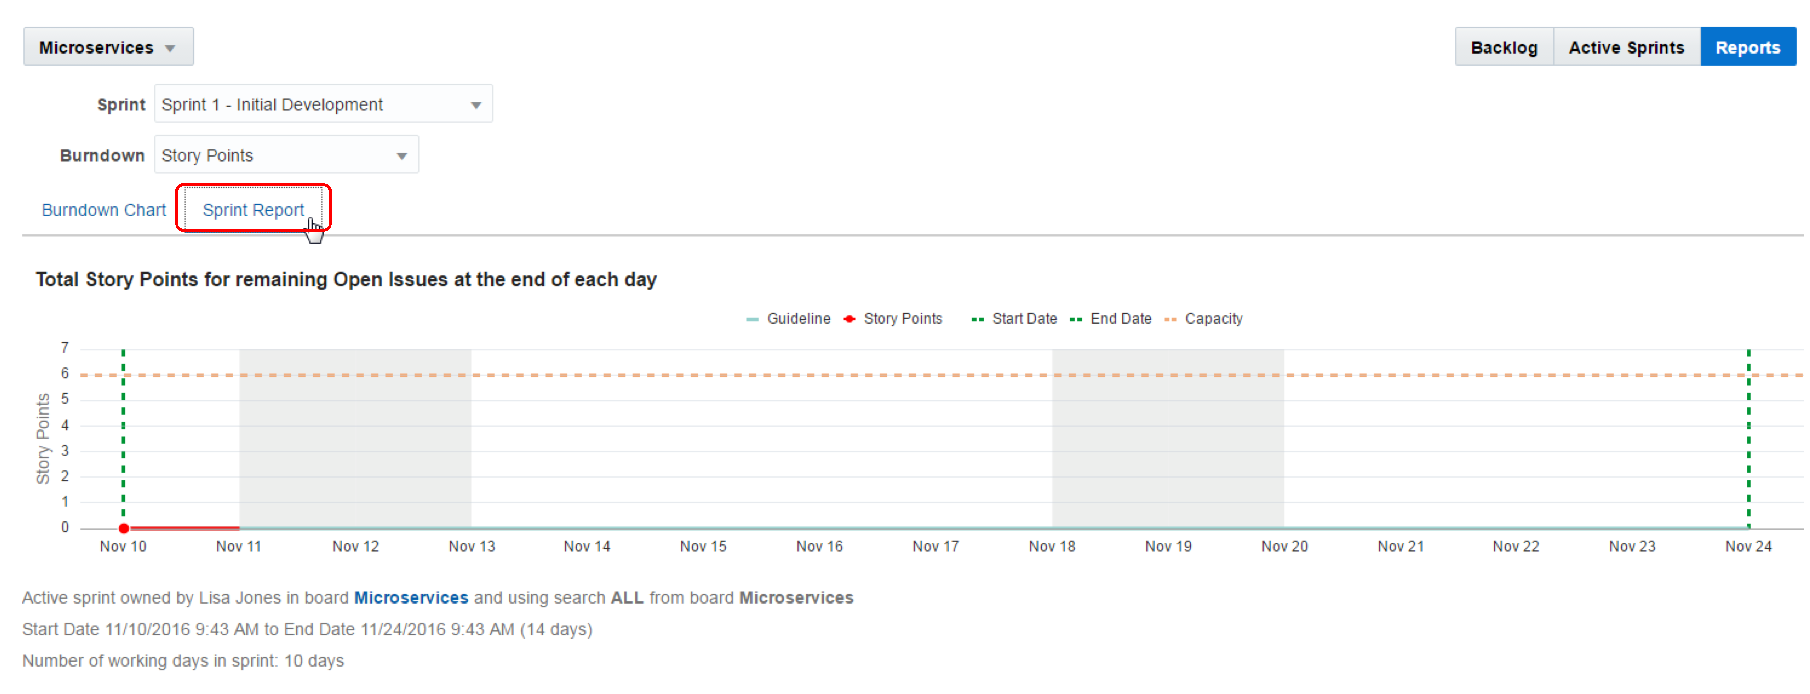 Microservices
Backlog Active Sprints Reports
Sprint Sprint 1 - Initial Development
Burndown Story Points
Burndown Chart Sprint Report
Total Story Points for remaining Open Issues at the end of each day
Guideline Story Points Start Date End Date Capacity
Story Points
7
6
5
4
3
2
1
0
Nov 10 Nov 11 Nov 12 Nov 13 Nov 14 Nov 15 Nov 16 Nov 17 Nov 18 Nov 19 Nov 20 Nov 21 Nov 22 Nov 23 Nov 24
Active sprint owned by Lisa Jones in board Microservices and using search ALL from board Microservices
Start Date 11/10/2016 9:43 AM to End Date 11/24/2016 9:43 AM (14 days)
Number of working days in sprint: 10 days